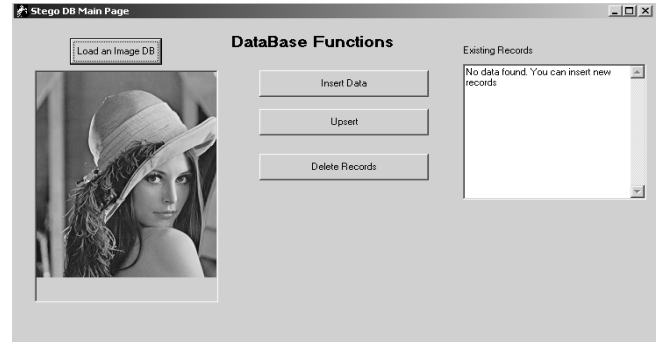 Stego DB Main Page
Load an Image DB
DataBase Functions
Insert Data
Upsert
Delete Records
Existing Records
No data found. You can insert new
records